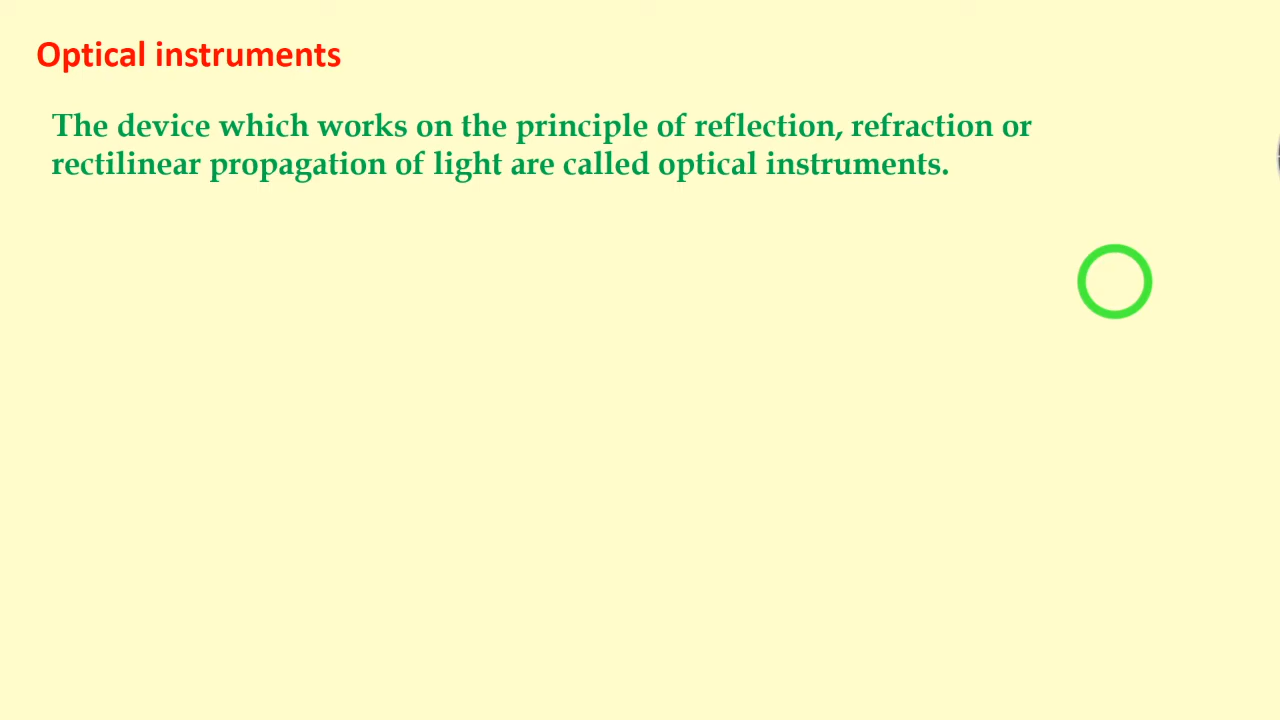 Optical instruments
The device which works on the principle of reflection, refraction or
rectilinear propagation of light are called optical instruments.